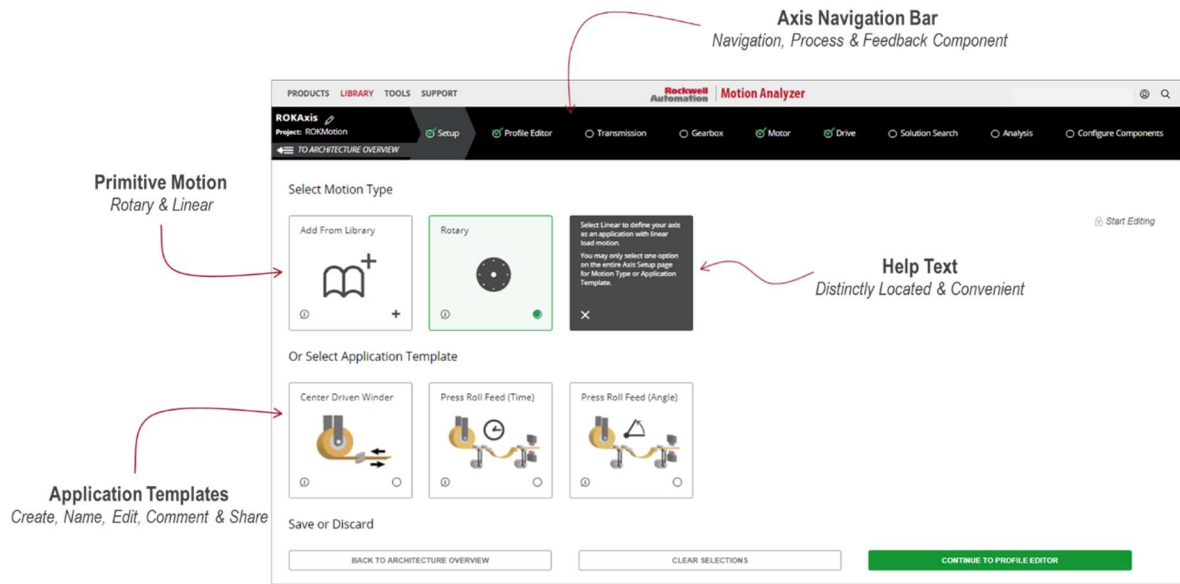 Axis Navigation Bar
Navigation, Process & Feedback Component
PRODUCTS LIBRARY TOOLS SUPPORT
Rockwell
Automation
Motion Analyzer
ROKAxis
Project: ROKMotion
TO ARCHITECTURE OVERVIEW
Setup
Profile Editor
Transmission
Gearbox
Motor
Drive
Solution Search
Analysis
Configure Components
Primitive Motion
Rotary & Linear
Select Motion Type
Start Editing
Add From Library
Rotary
Select Linear to define your axis
as an application with linear
load motion.
You may only select one option
on the entire Axis Setup page
for Motion Type or Application
Template.
Help Text
Distinctly Located & Convenient
Or Select Application Template
Center Driven Winder
Press Roll Feed (Time)
Press Roll Feed (Angle)
Application Templates
Create, Name, Edit, Comment & Share
Save or Discard
BACK TO ARCHITECTURE OVERVIEW
CLEAR SELECTIONS
CONTINUE TO PROFILE EDITOR